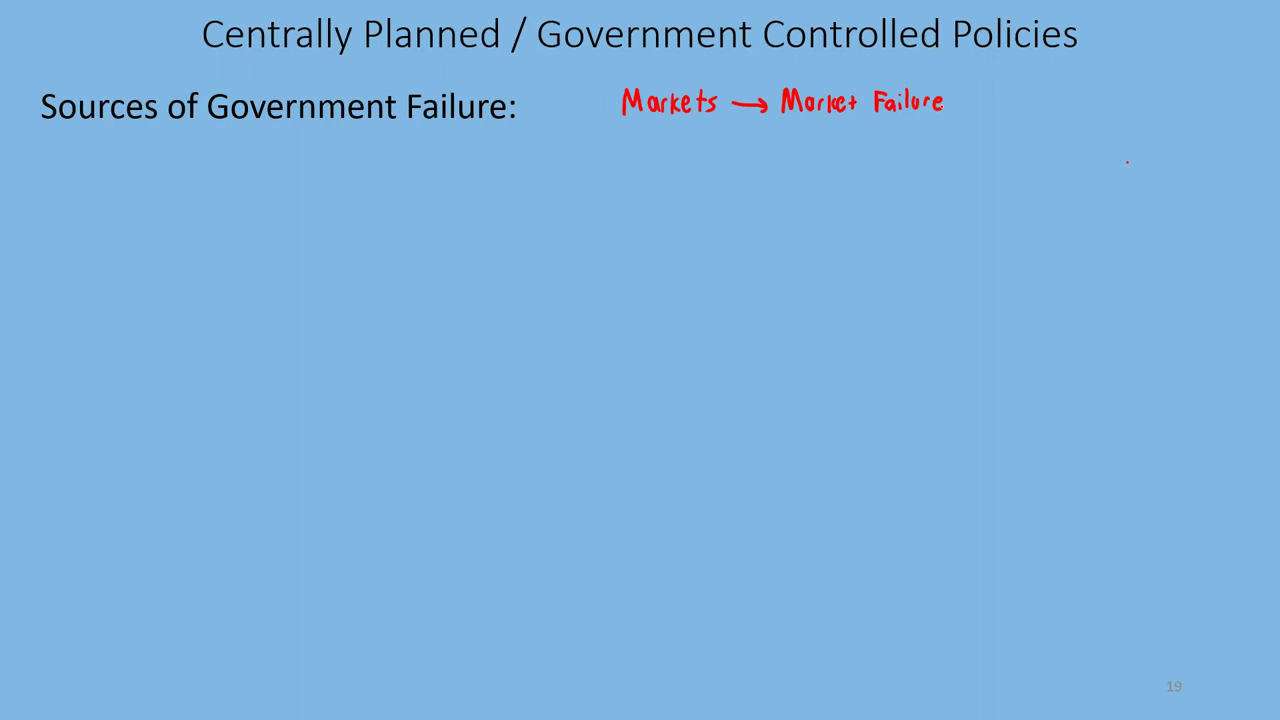 Centrally Planned / Government Controlled Policies
Sources of Government Failure:
Markets → Market Failure
19